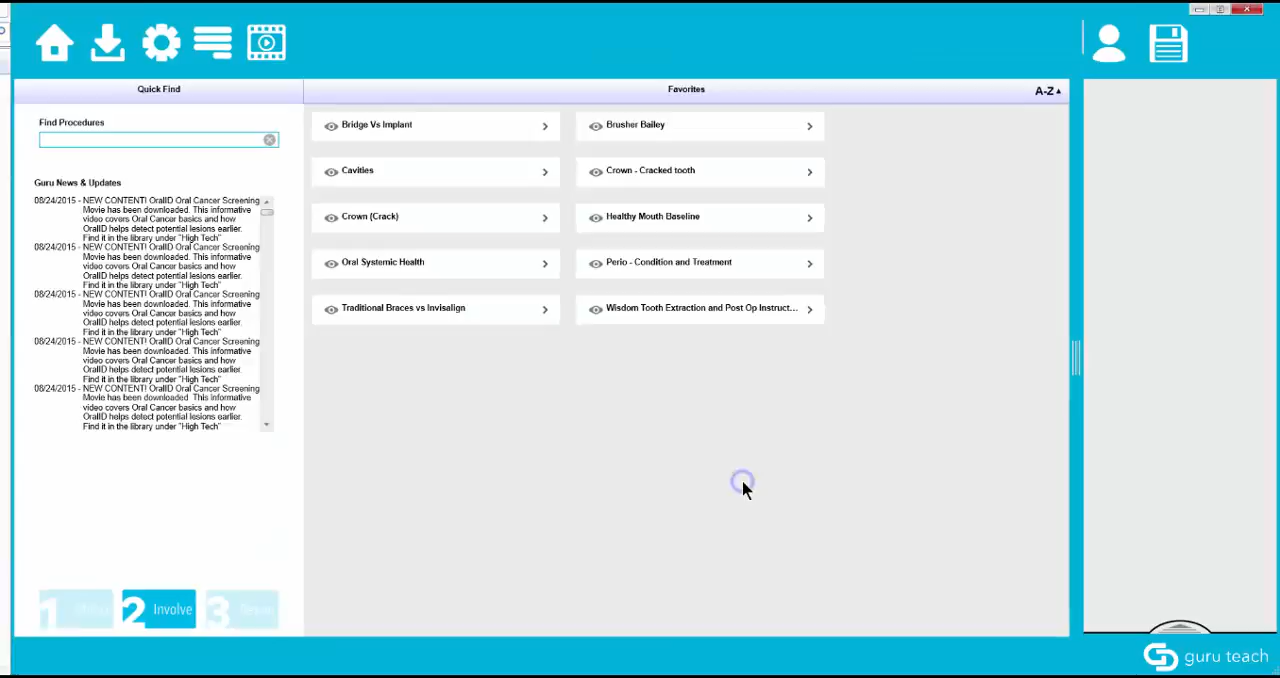 Quick Find
Favorites
A-Z
Find Procedures
Guru News & Updates
08/24/2015 - NEW CONTENT! OralID Oral Cancer Screening
Movie has been downloaded. This informative
video covers Oral Cancer basics and how
OralID helps detect potential lesions earlier.
Find it in the library under "High Tech"
08/24/2015 - NEW CONTENT! OralID Oral Cancer Screening
Movie has been downloaded. This informative
video covers Oral Cancer basics and how
OralID helps detect potential lesions earlier.
Find it in the library under "High Tech"
08/24/2015 - NEW CONTENT! OralID Oral Cancer Screening
Movie has been downloaded. This informative
video covers Oral Cancer basics and how
OralID helps detect potential lesions earlier.
Find it in the library under "High Tech"
08/24/2015 - NEW CONTENT! OralID Oral Cancer Screening
Movie has been downloaded. This informative
video covers Oral Cancer basics and how
OralID helps detect potential lesions earlier.
Find it in the library under "High Tech"
08/24/2015 - NEW CONTENT! OralID Oral Cancer Screening
Movie has been downloaded. This informative
video covers Oral Cancer basics and how
OralID helps detect potential lesions earlier.
Find it in the library under "High Tech"
Bridge Vs Implant
Brusher Bailey
Cavities
Crown - Cracked tooth
Crown (Crack)
Healthy Mouth Baseline
Oral Systemic Health
Perio - Condition and Treatment
Traditional Braces vs Invisalign
Wisdom Tooth Extraction and Post Op Instruct...
1
2 Involve
3
guru teach